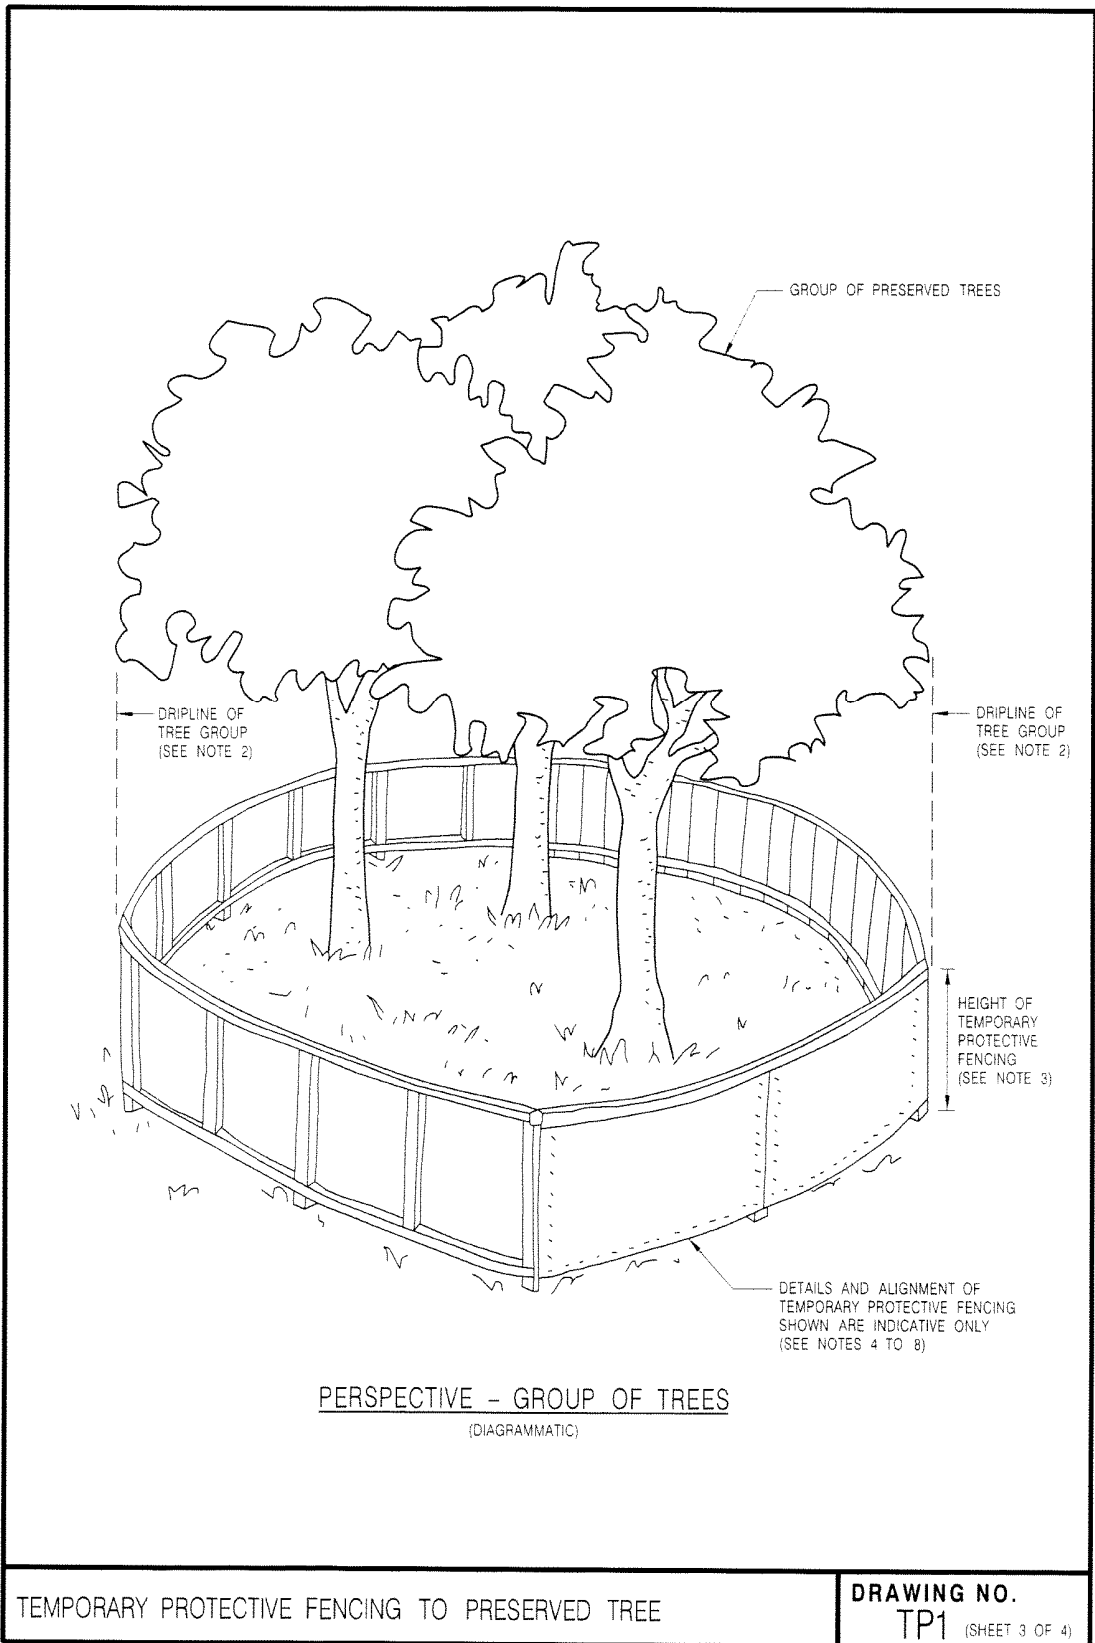 GROUP OF PRESERVED TREES
DRIPLINE OF
TREE GROUP
(SEE NOTE 2)
DRIPLINE OF
TREE GROUP
(SEE NOTE 2)
HEIGHT OF
TEMPORARY
PROTECTIVE
FENCING
(SEE NOTE 3)
DETAILS AND ALIGNMENT OF
TEMPORARY PROTECTIVE FENCING
SHOWN ARE INDICATIVE ONLY
(SEE NOTES 4 TO 8)
PERSPECTIVE - GROUP OF TREES
(DIAGRAMMATIC)
TEMPORARY PROTECTIVE FENCING TO PRESERVED TREE
DRAWING NO.
TP1 (SHEET 3 OF 4)